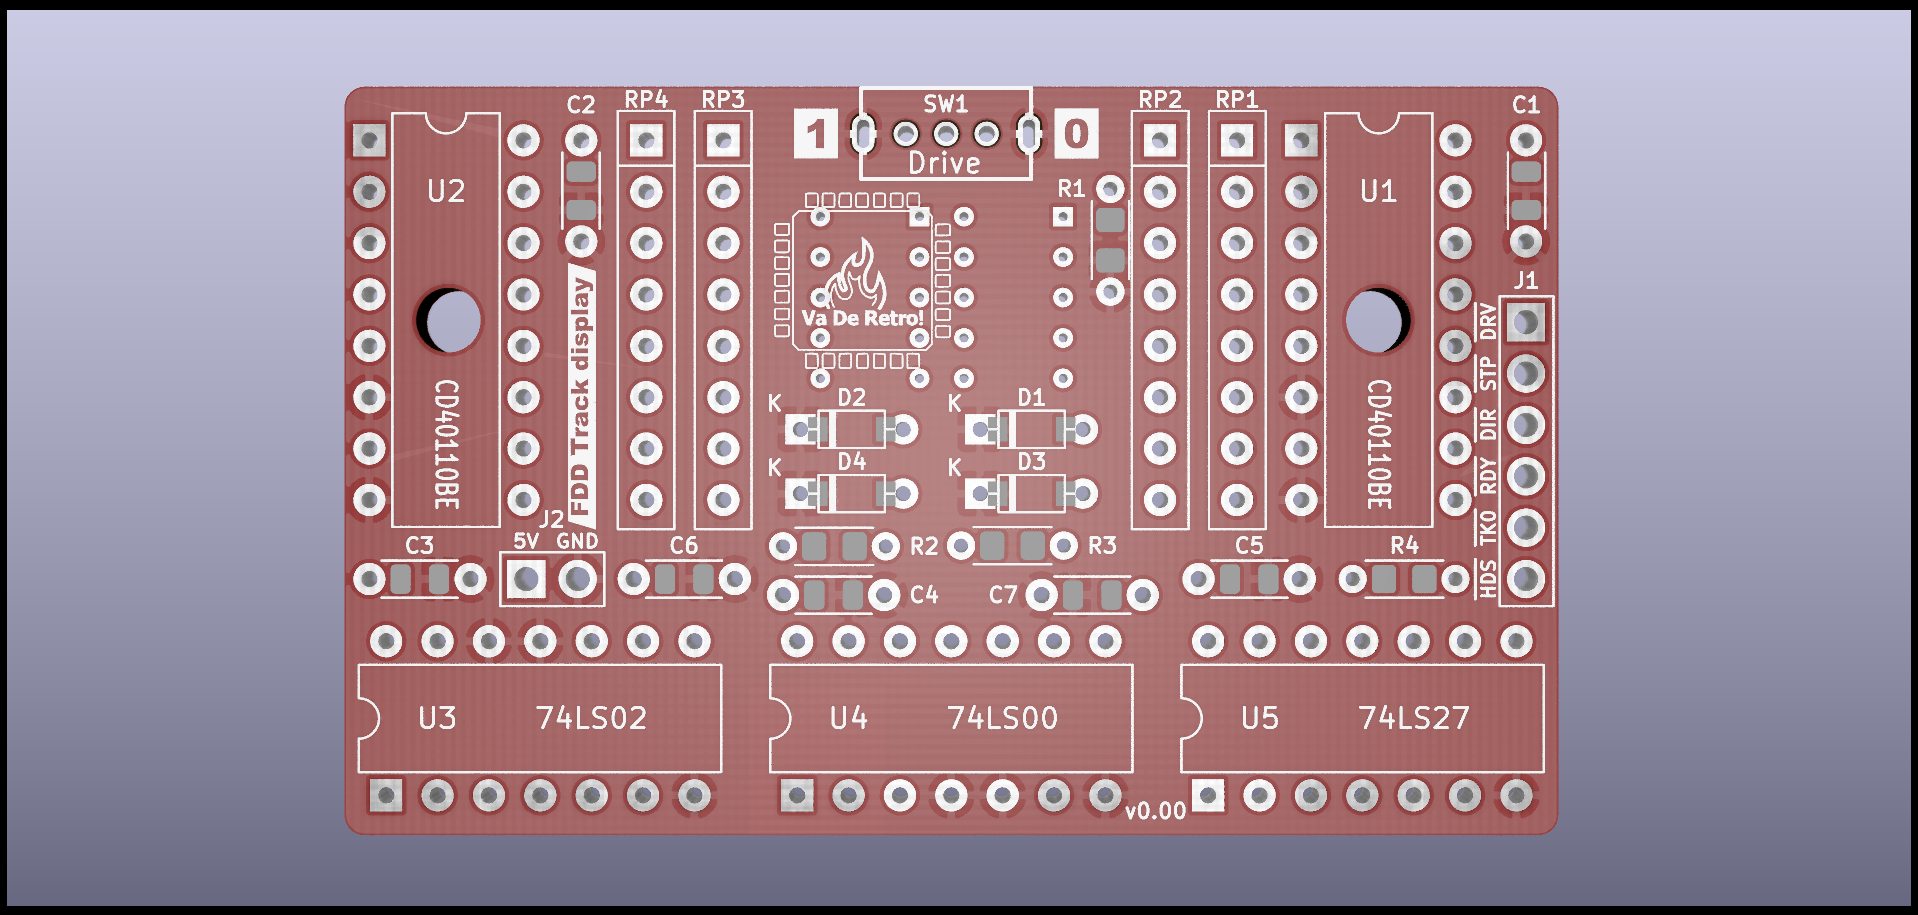 C2
RP4
RP3
SW1
RP2
RP1
C1
1
Drive
0
U2
R1
U1
FDD Track display
Va De Retro!
J1
DRV
STP
DIR
RDY
TK0
HDS
CD40110BE
CD40110BE
K
D2
K
D1
K
D4
K
D3
J2
5V
GND
C3
C6
R2
R3
C5
R4
C4
C7
U3
74LS02
U4
74LS00
U5
74LS27
v0.00